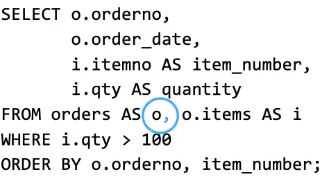 SELECT o.orderno,
       o.order_date,
       i.itemno AS item_number,
       i.qty AS quantity
FROM orders AS o, o.items AS i
WHERE i.qty > 100
ORDER BY o.orderno, item_number;